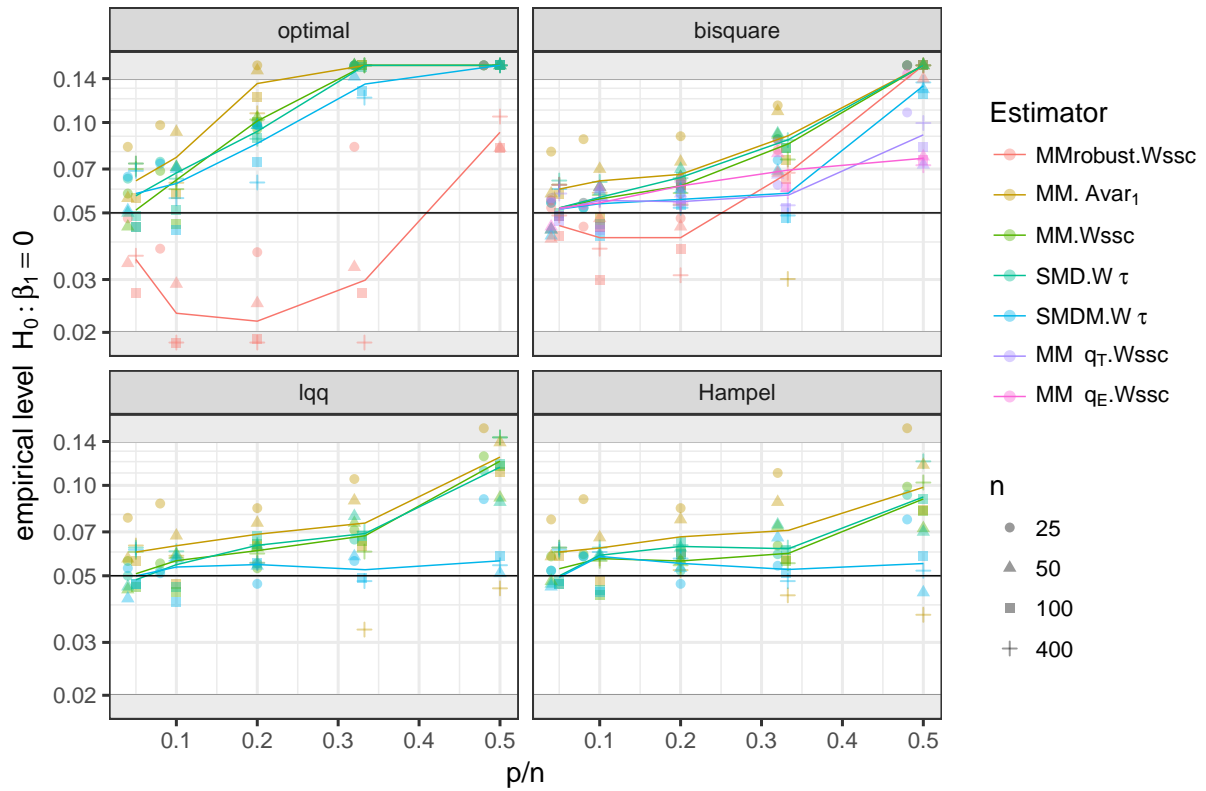 optimal
bisquare
0.14
0.10
0.07
0.05
0.03
0.02
lqq
Hampel
0.14
0.10
0.07
0.05
0.03
0.02
0.1
0.2
0.3
0.4
0.5
0.1
0.2
0.3
0.4
0.5
p/n
empirical level H₀ : β₁ = 0
Estimator
MMrobust.Wssc
MM. Avar₁
MM.Wssc
SMD.W τ
SMDM.W τ
MM q_T.Wssc
MM q_E.Wssc
n
25
50
100
400